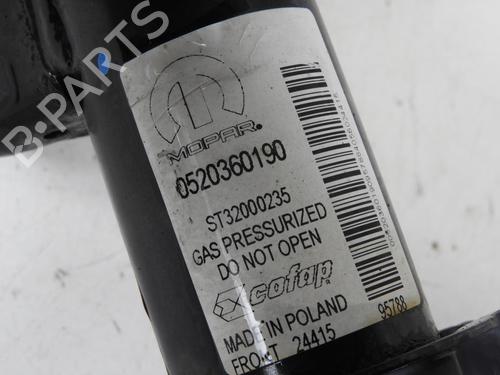 B-PARTS
MOPAR.
0520360190
ST32000235
GAS PRESSURIZED
DO NOT OPEN
cofap
MADE IN POLAND
FRONT 24415
95788